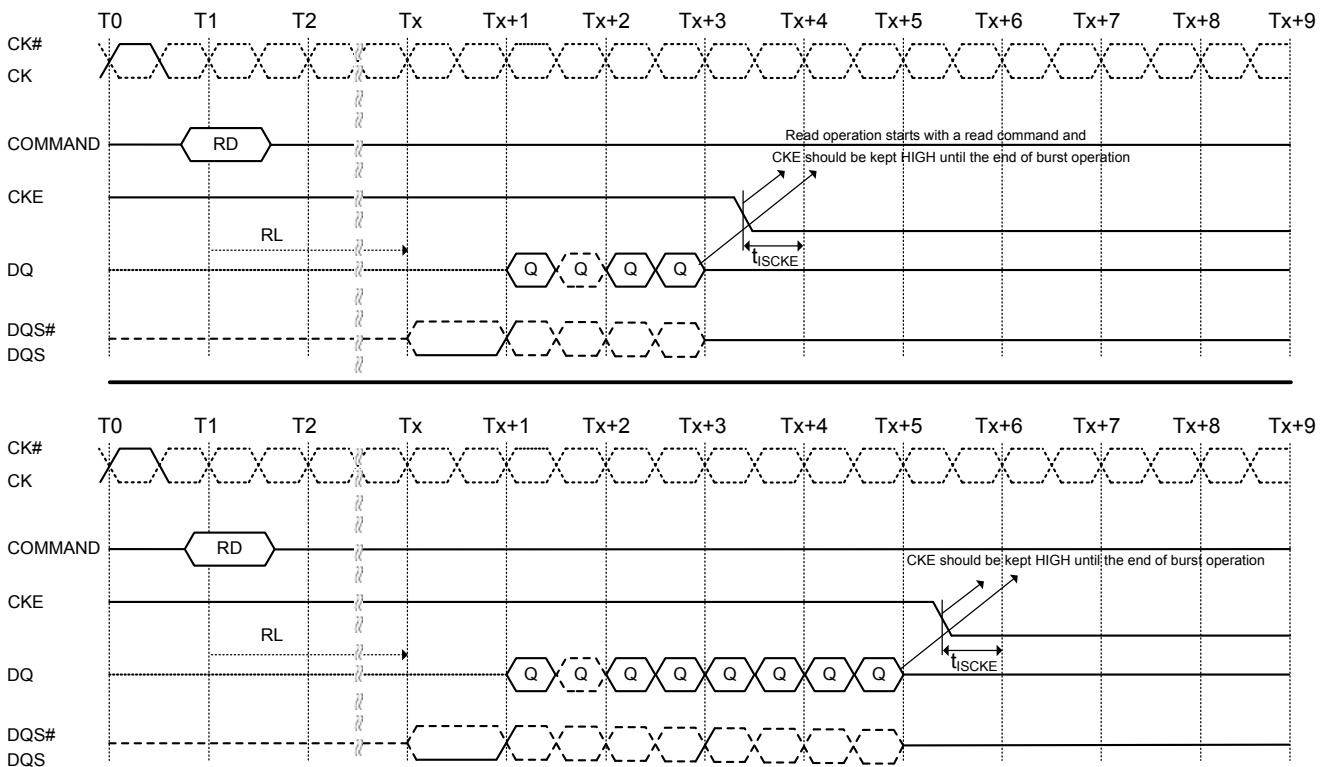 T0 T1 T2 Tx Tx+1 Tx+2 Tx+3 Tx+4 Tx+5 Tx+6 Tx+7 Tx+8 Tx+9
CK#
CK
COMMAND RD
Read operation starts with a read command and
CKE should be kept HIGH until the end of burst operation
CKE
RL
tISCKE
DQ Q Q Q Q
DQS#
DQS
T0 T1 T2 Tx Tx+1 Tx+2 Tx+3 Tx+4 Tx+5 Tx+6 Tx+7 Tx+8 Tx+9
CK#
CK
COMMAND RD
CKE should be kept HIGH until the end of burst operation
CKE
RL
tISCKE
DQ Q Q Q Q Q Q Q Q
DQS#
DQS